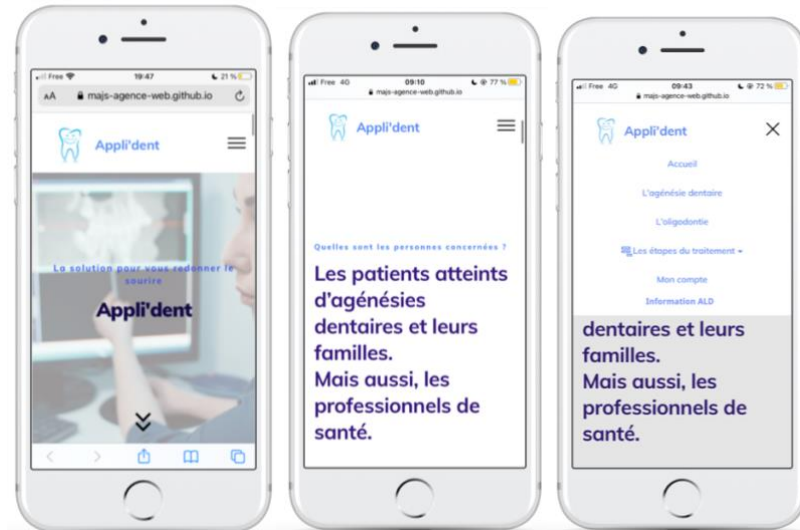 Free 19:47 21 %
AA majs-agence-web.github.io
Appli'dent
La solution pour vous redonner le
sourire
Appli'dent
Free 4G 09:10 77 %
majs-agence-web.github.io
Appli'dent
Quelles sont les personnes concernées ?
Les patients atteints
d'agénésies
dentaires et leurs
familles.
Mais aussi, les
professionnels de
santé.
Free 4G 09:43 72 %
majs-agence-web.github.io
Appli'dent
Accueil
L'agénésie dentaire
L'oligodontie
Les étapes du traitement
Mon compte
Information ALD
dentaires et leurs
familles.
Mais aussi, les
professionnels de
santé.